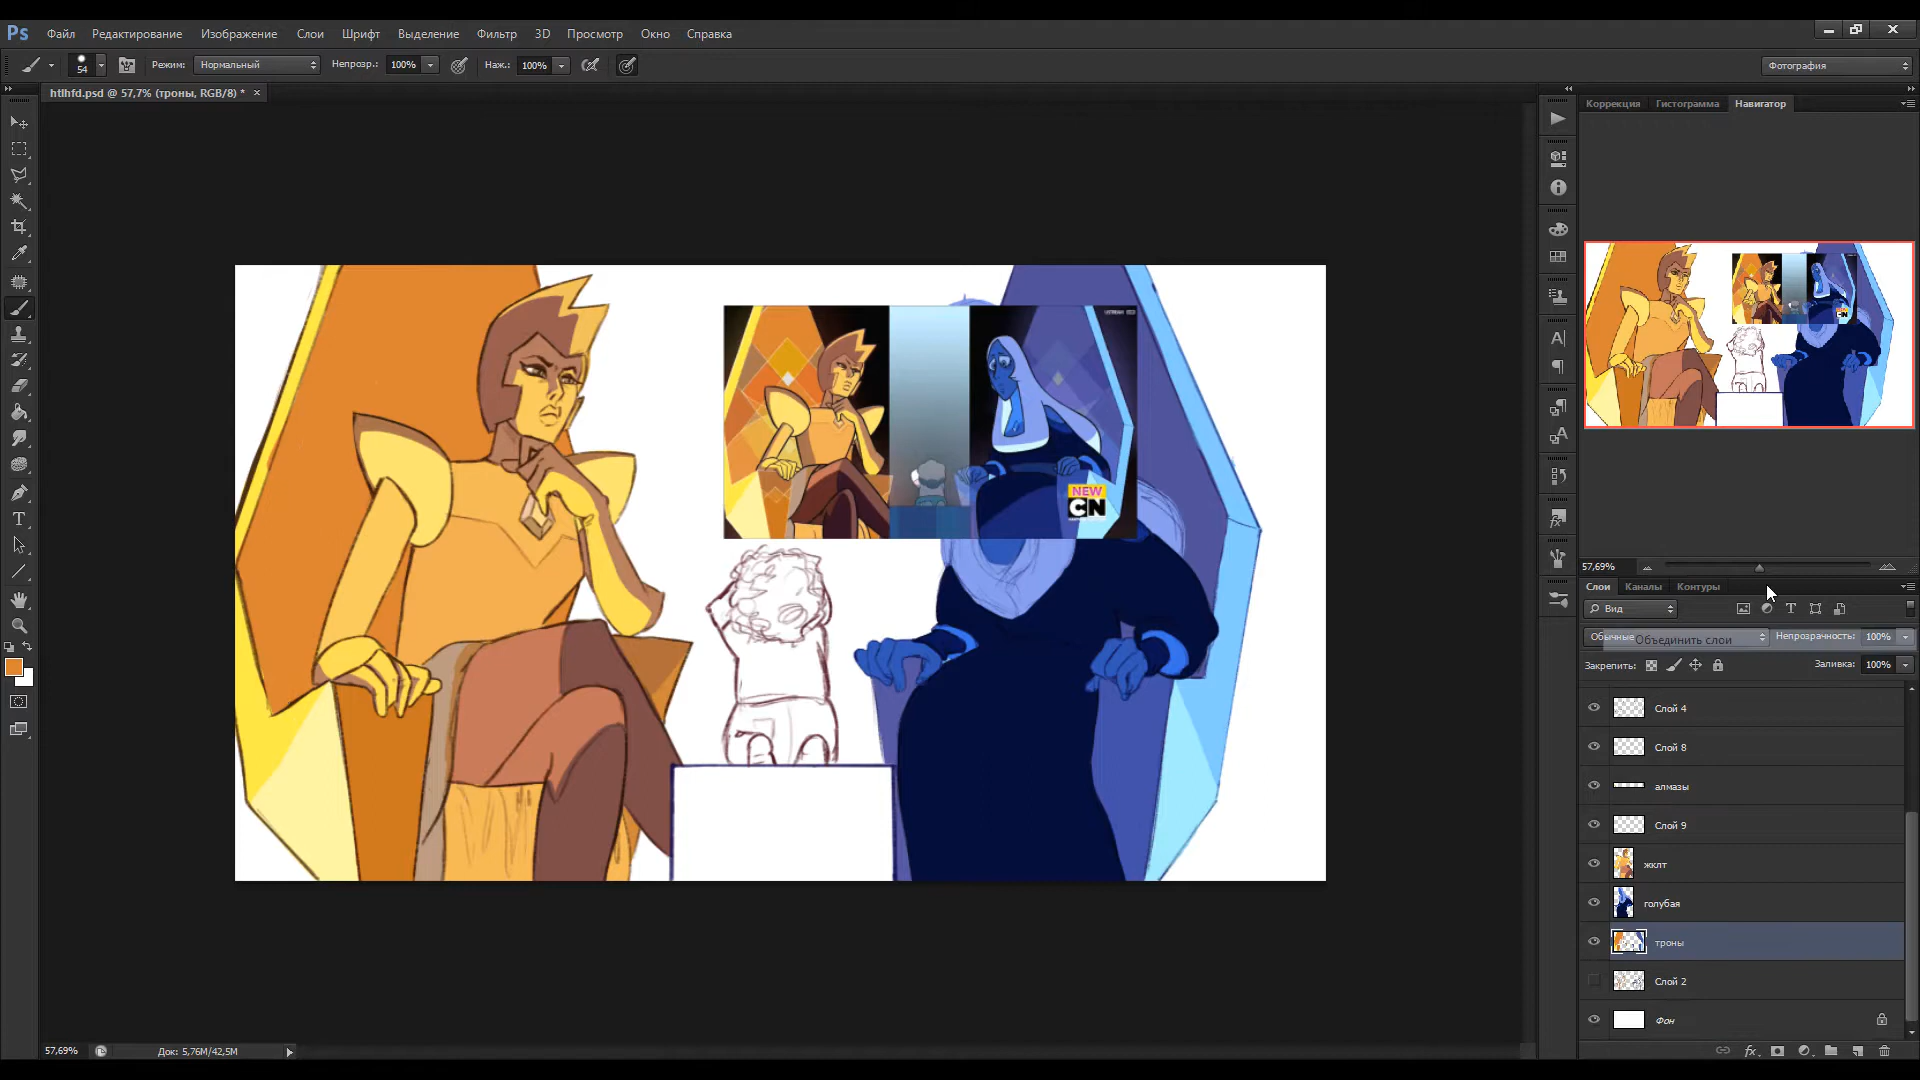 Ps Файл Редактирование Изображение Слои Шрифт Выделение Фильтр 3D Просмотр Окно Справка
54 Режим: Нормальный Непрозр.: 100% Наж.: 100% Фотография
htlhfd.psd @ 57,7% (троны, RGB/8) * ×
Коррекция Гистограмма Навигатор
NEW
CN
57,69%
Слои Каналы Контуры
Вид
Обычные Объединить слои Непрозрачность: 100%
Закрепить: Заливка: 100%
Слой 4
Слой 8
алмазы
Слой 9
жклт
голубая
троны
Слой 2
Фон
57,69% Док: 5,76M/42,5M